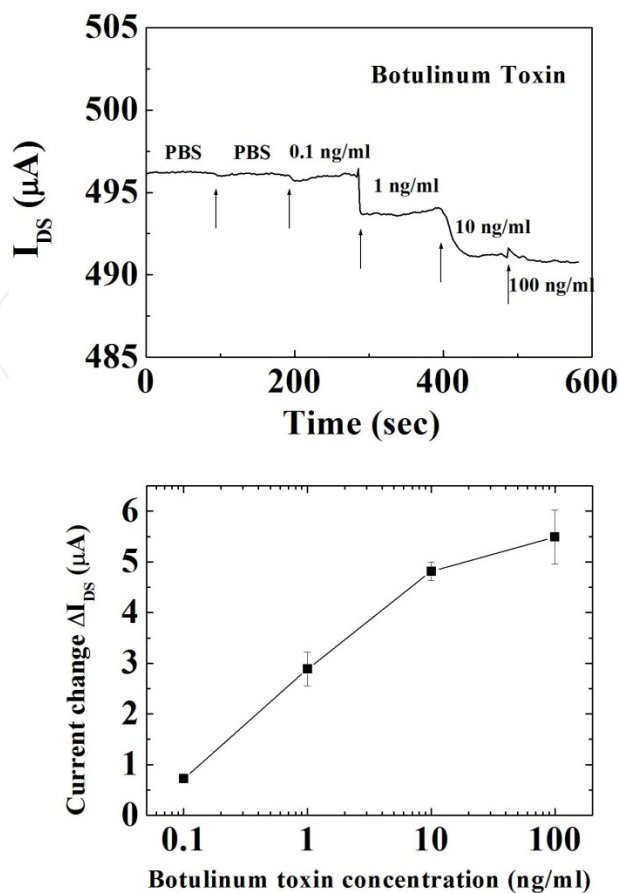 505
500
495
490
485
I_DS (μA)
Botulinum Toxin
PBS PBS 0.1 ng/ml
1 ng/ml
10 ng/ml
100 ng/ml
0 200 400 600
Time (sec)
6
5
4
3
2
1
0
Current change ΔI_DS (μA)
0.1 1 10 100
Botulinum toxin concentration (ng/ml)